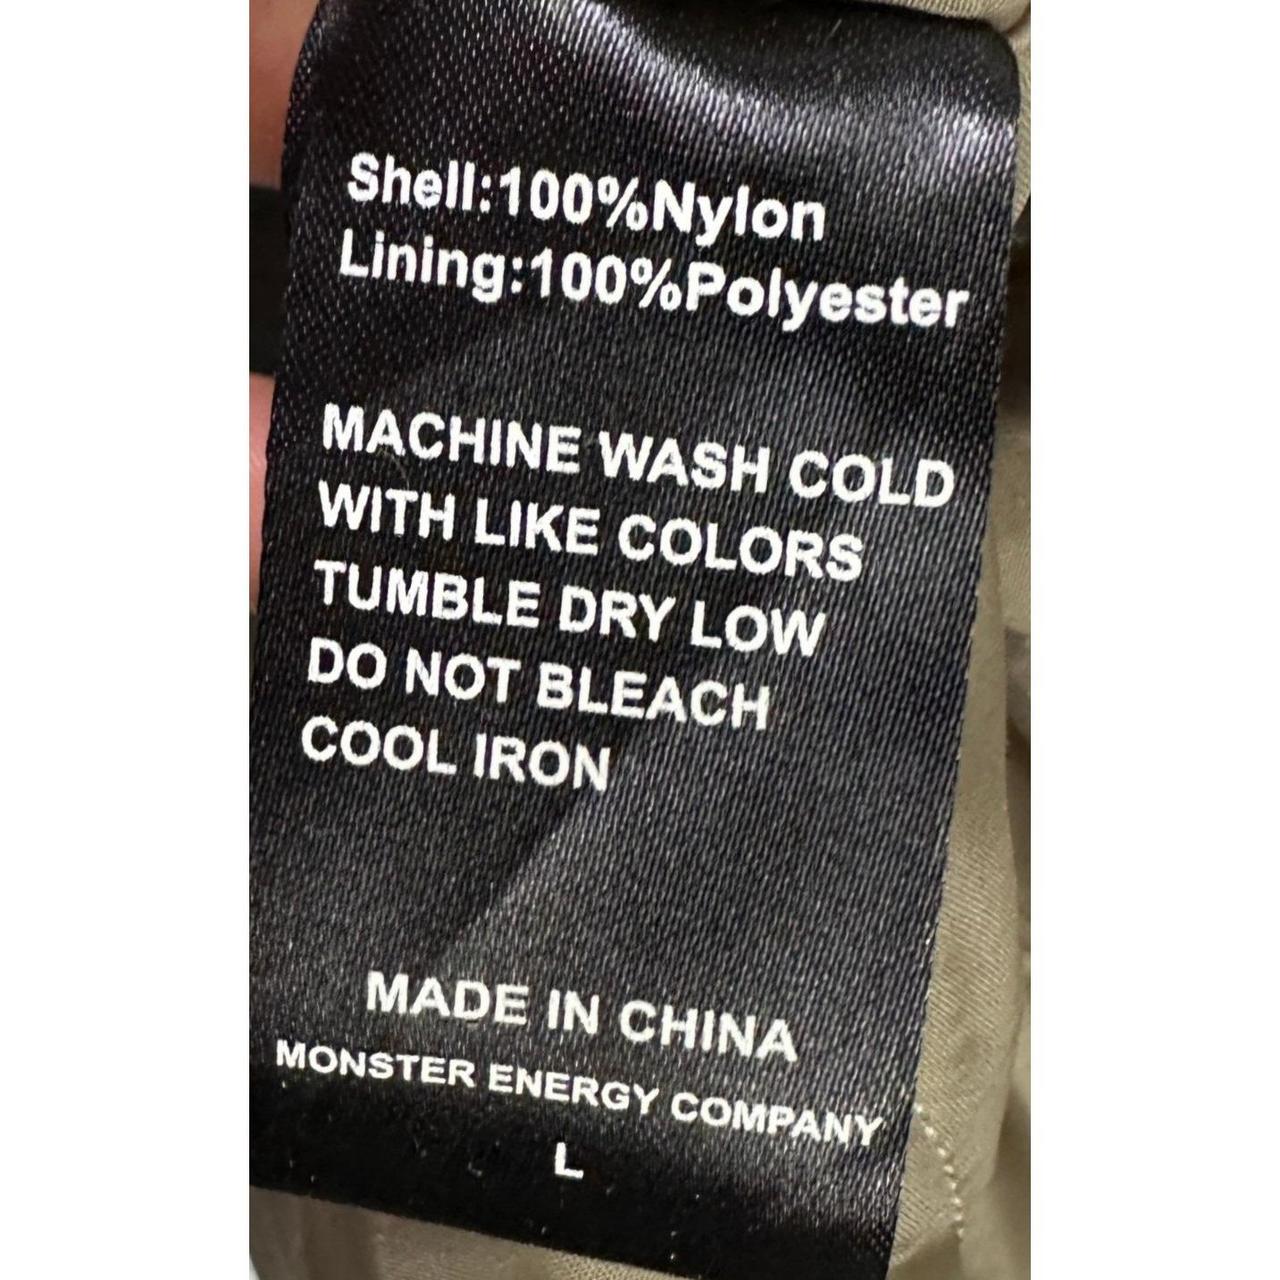 Shell:100%Nylon
Lining:100%Polyester
MACHINE WASH COLD
WITH LIKE COLORS
TUMBLE DRY LOW
DO NOT BLEACH
COOL IRON
MADE IN CHINA
MONSTER ENERGY COMPANY
L